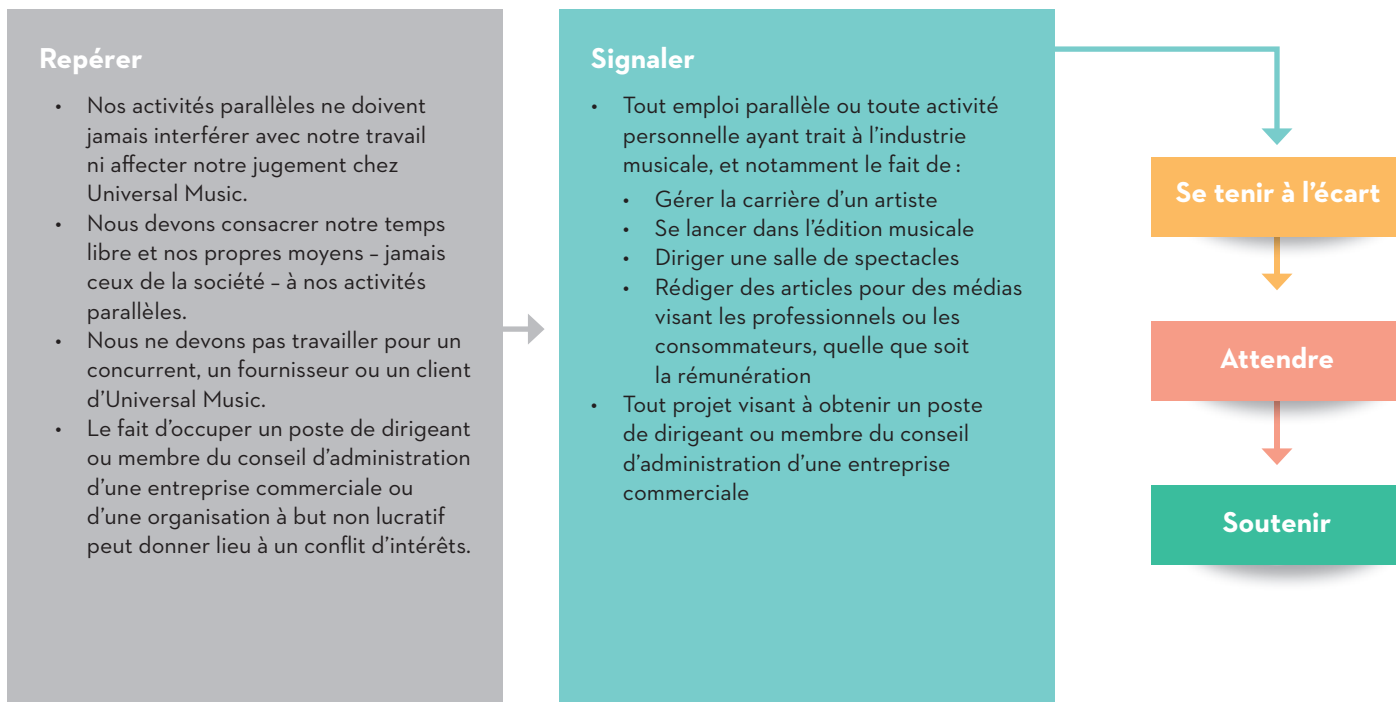 Repérer
• Nos activités parallèles ne doivent
jamais interférer avec notre travail
ni affecter notre jugement chez
Universal Music.
• Nous devons consacrer notre temps
libre et nos propres moyens – jamais
ceux de la société – à nos activités
parallèles.
• Nous ne devons pas travailler pour un
concurrent, un fournisseur ou un client
d’Universal Music.
• Le fait d’occuper un poste de dirigeant
ou membre du conseil d’administration
d’une entreprise commerciale ou
d’une organisation à but non lucratif
peut donner lieu à un conflit d’intérêts.
Signaler
• Tout emploi parallèle ou toute activité
personnelle ayant trait à l’industrie
musicale, et notamment le fait de :
• Gérer la carrière d’un artiste
• Se lancer dans l’édition musicale
• Diriger une salle de spectacles
• Rédiger des articles pour des médias
visant les professionnels ou les
consommateurs, quelle que soit
la rémunération
• Tout projet visant à obtenir un poste
de dirigeant ou membre du conseil
d’administration d’une entreprise
commerciale
Se tenir à l’écart
Attendre
Soutenir